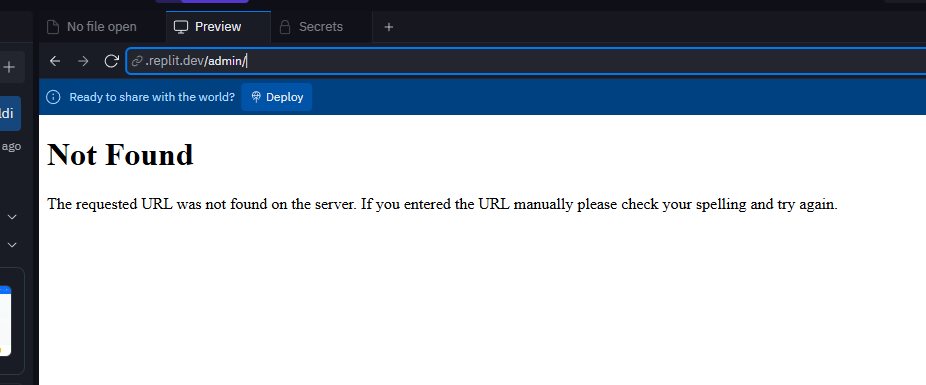 No file open
Preview
Secrets
.replit.dev/admin/
Ready to share with the world?
Deploy
ldi
ago
Not Found
The requested URL was not found on the server. If you entered the URL manually please check your spelling and try again.